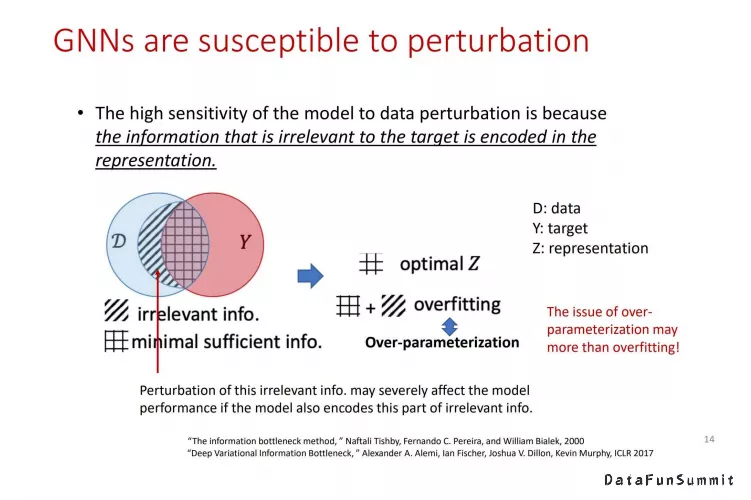 GNNs are susceptible to perturbation
• The high sensitivity of the model to data perturbation is because
the information that is irrelevant to the target is encoded in the
representation.
D: data
Y: target
Z: representation
𝒟
Y
optimal Z
irrelevant info.
minimal sufficient info.
+
overfitting
Over-parameterization
The issue of over-
parameterization may
more than overfitting!
Perturbation of this irrelevant info. may severely affect the model
performance if the model also encodes this part of irrelevant info.
“The information bottleneck method, ” Naftali Tishby, Fernando C. Pereira, and William Bialek, 2000
“Deep Variational Information Bottleneck, ” Alexander A. Alemi, Ian Fischer, Joshua V. Dillon, Kevin Murphy, ICLR 2017
14
DataFunSummit